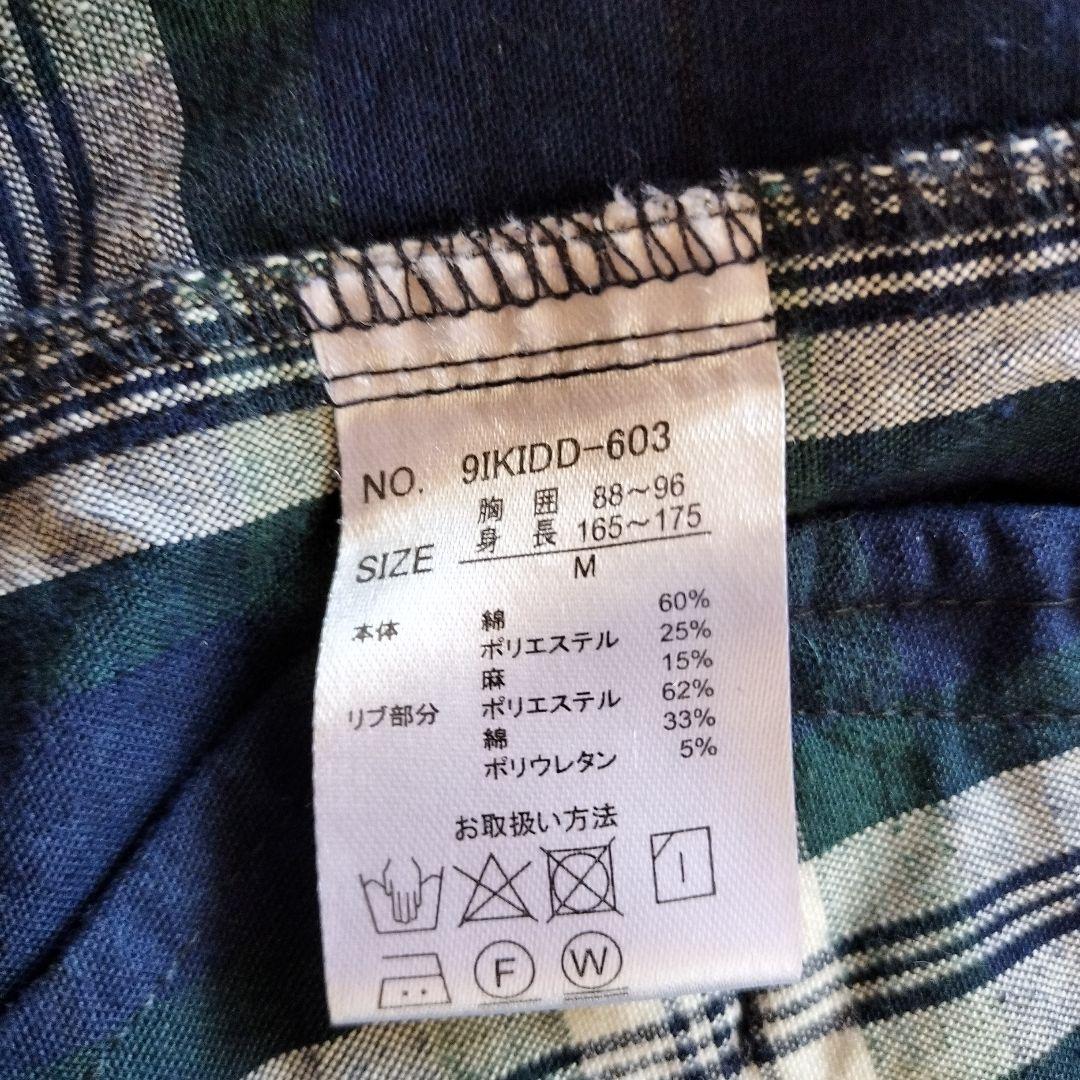 NO. 9IKIDD-603
胸 囲 88~96
身 長 165~175
SIZE
M
本体 綿 60%
ポリエステル 25%
麻 15%
リブ部分 ポリエステル 62%
綿 33%
ポリウレタン 5%
お取扱い方法
F W